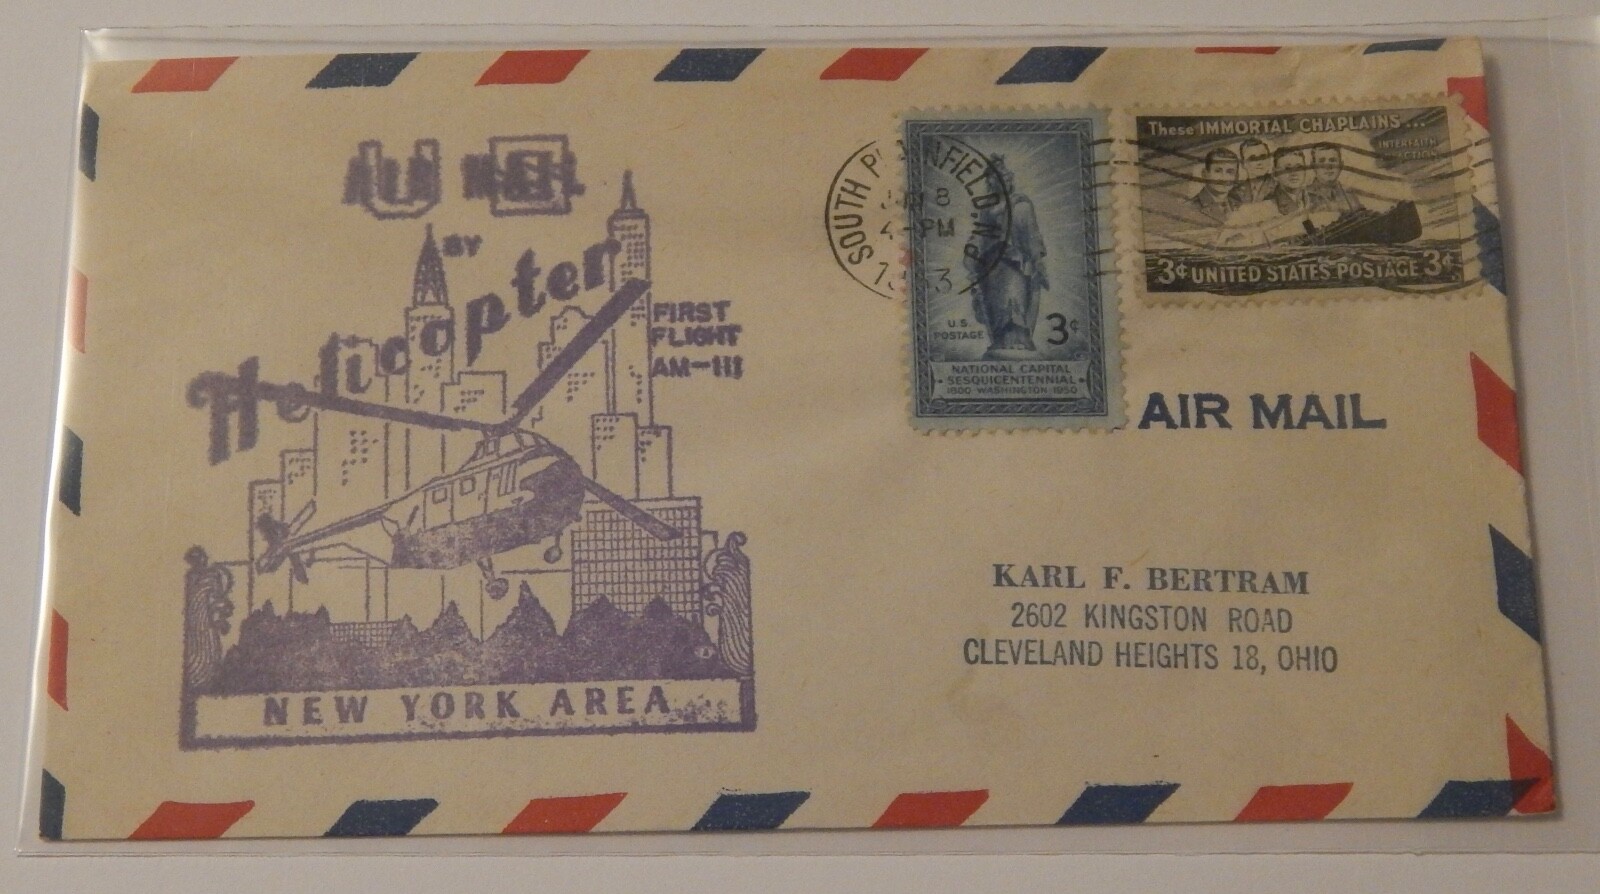 AIR MAIL
BY
Helicopter
FIRST
FLIGHT
AM-111
NEW YORK AREA
SOUTH PLAINFIELD, N.J.
8
4-PM
U.S.
POSTAGE
3¢
NATIONAL CAPITAL
SESQUICENTENNIAL
1800 · WASHINGTON · 1950
These IMMORTAL CHAPLAINS...
INTERFAITH
IN ACTION
3¢ UNITED STATES POSTAGE 3¢
AIR MAIL
KARL F. BERTRAM
2602 KINGSTON ROAD
CLEVELAND HEIGHTS 18, OHIO